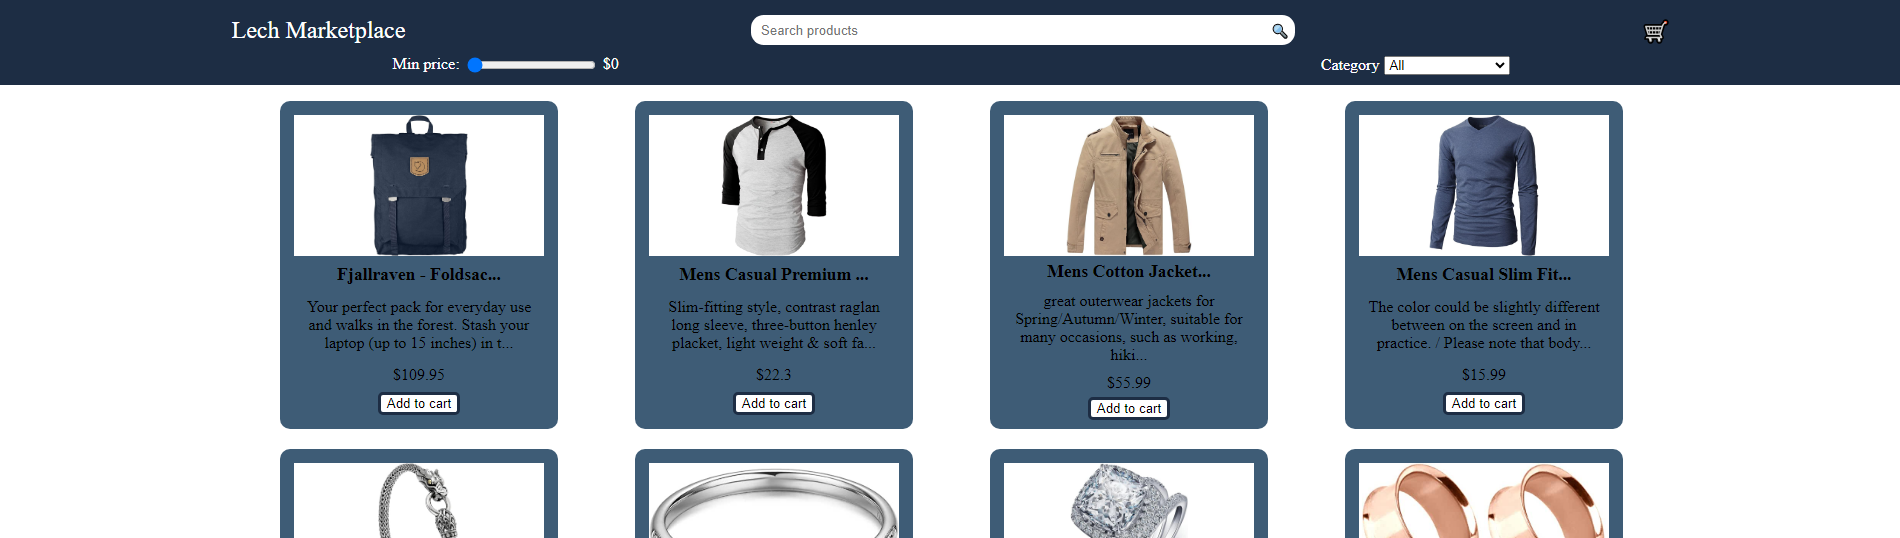 Lech Marketplace
Search products
Min price: $0
Category All
Fjallraven - Foldsac...
Your perfect pack for everyday use
and walks in the forest. Stash your
laptop (up to 15 inches) in t...
$109.95
Add to cart
Mens Casual Premium ...
Slim-fitting style, contrast raglan
long sleeve, three-button henley
placket, light weight & soft fa...
$22.3
Add to cart
Mens Cotton Jacket...
great outerwear jackets for
Spring/Autumn/Winter, suitable for
many occasions, such as working,
hiki...
$55.99
Add to cart
Mens Casual Slim Fit...
The color could be slightly different
between on the screen and in
practice. / Please note that body...
$15.99
Add to cart